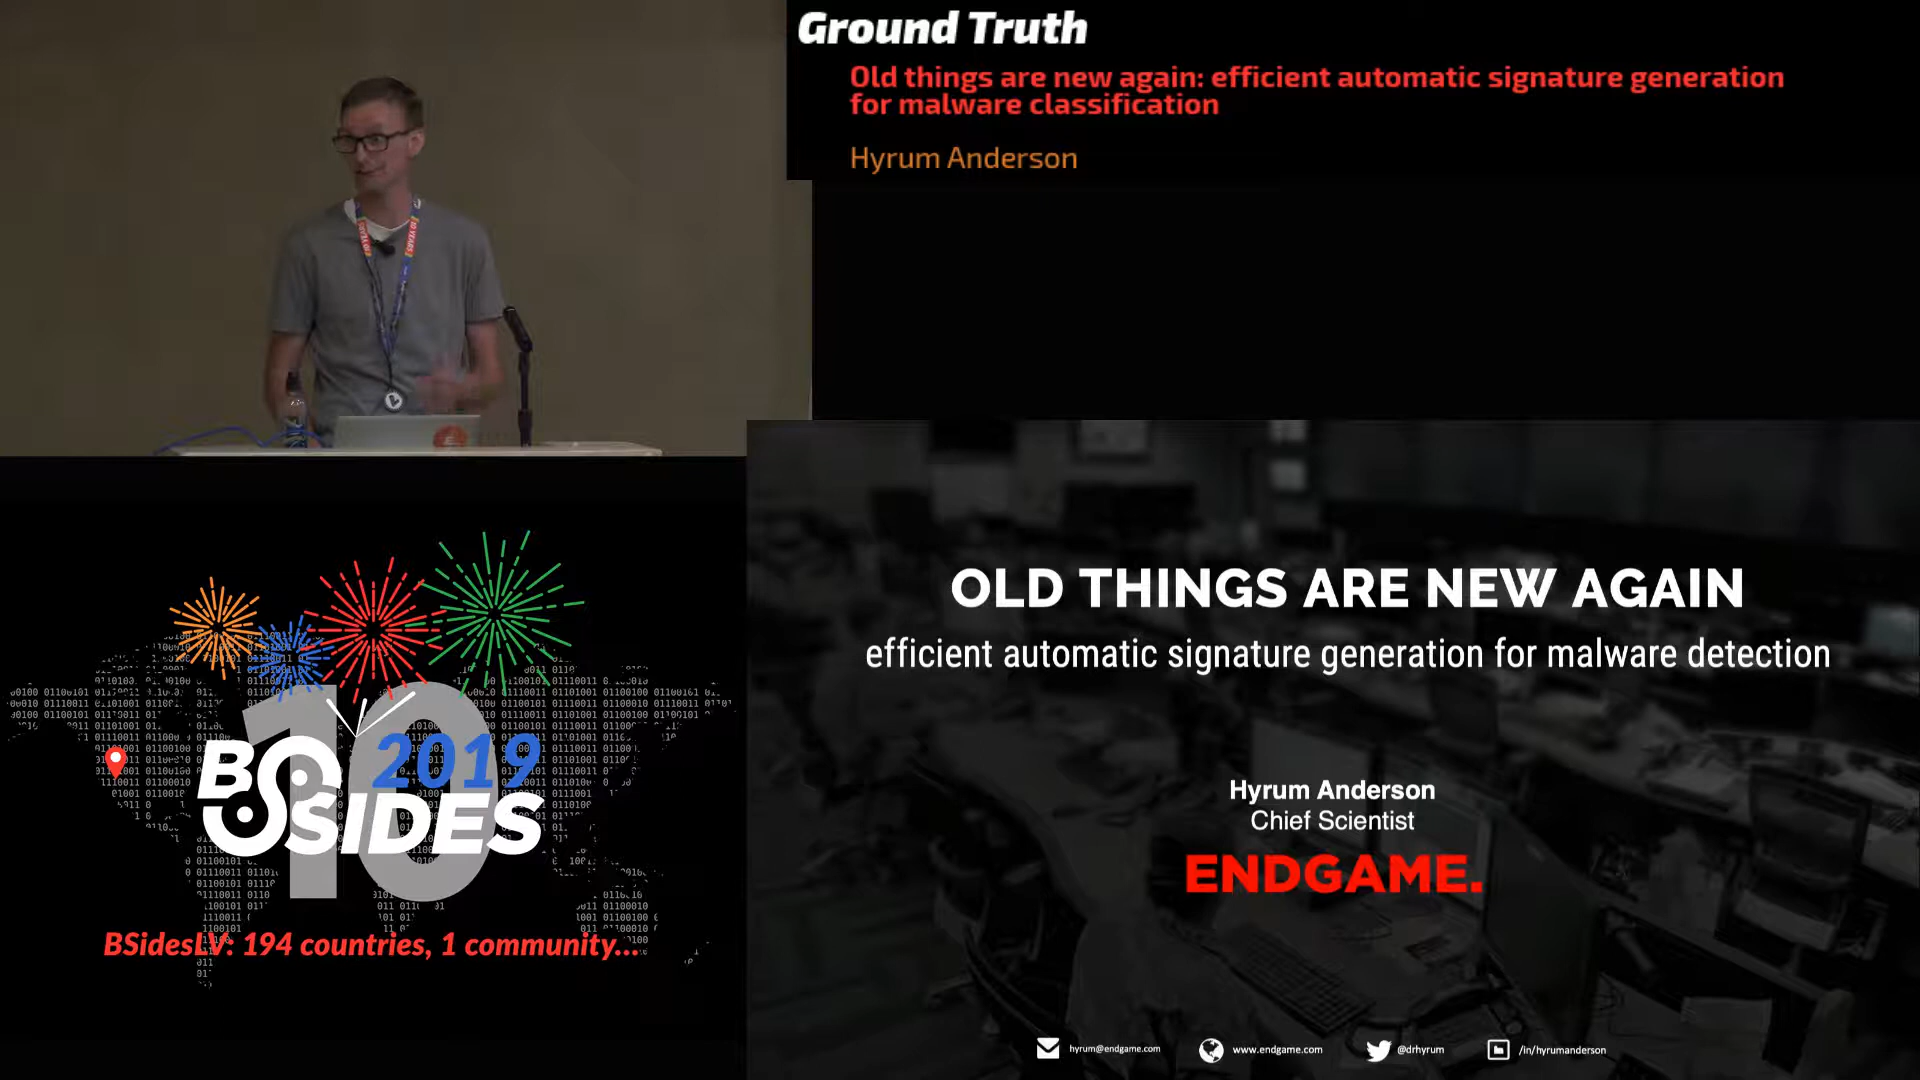 Ground Truth
Old things are new again: efficient automatic signature generation
for malware classification
Hyrum Anderson
OLD THINGS ARE NEW AGAIN
efficient automatic signature generation for malware detection
Hyrum Anderson
Chief Scientist
ENDGAME.
hyrum@endgame.com
www.endgame.com
@drhyrum
/in/hyrumanderson
10
2019
BSIDES
BSidesLV: 194 countries, 1 community...